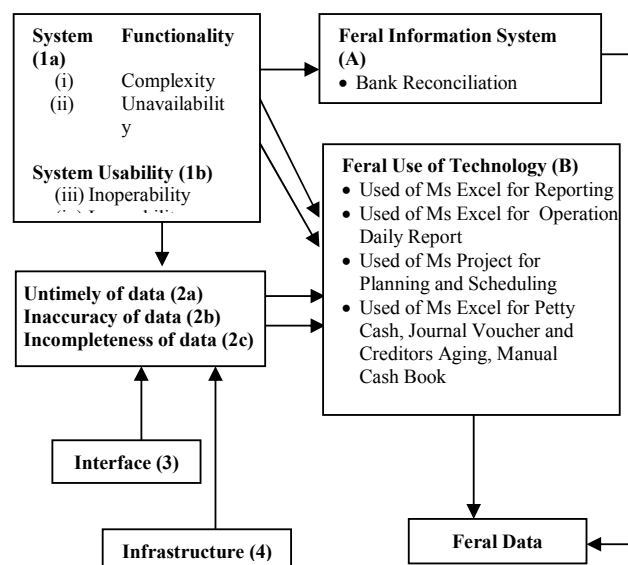 System Functionality
(1a)
(i) Complexity
(ii) Unavailabilit
y
System Usability (1b)
(iii) Inoperability
Feral Information System
(A)
• Bank Reconciliation
Feral Use of Technology (B)
• Used of Ms Excel for Reporting
• Used of Ms Excel for Operation
Daily Report
• Used of Ms Project for
Planning and Scheduling
• Used of Ms Excel for Petty
Cash, Journal Voucher and
Creditors Aging, Manual
Cash Book
Untimely of data (2a)
Inaccuracy of data (2b)
Incompleteness of data (2c)
Interface (3)
Infrastructure (4)
Feral Data